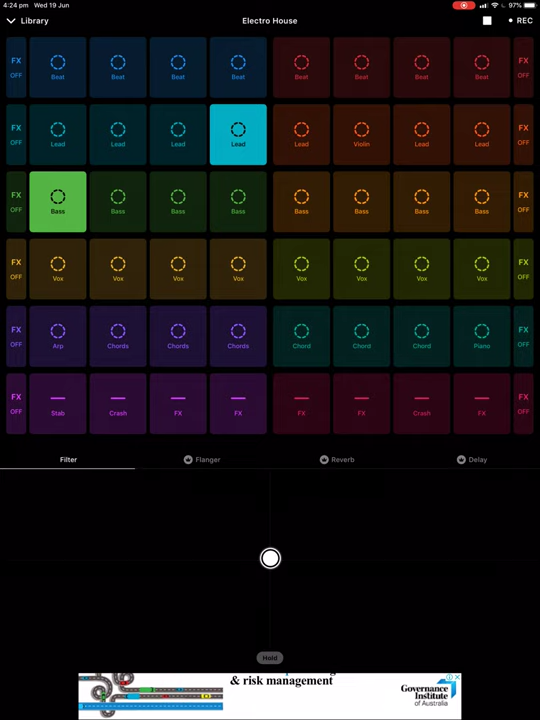 4:24 pm Wed 19 Jun 97%
Library Electro House REC
FX OFF Beat Beat Beat Beat Beat Beat Beat Beat FX OFF
FX OFF Lead Lead Lead Lead Lead Violin Lead Lead FX OFF
FX OFF Bass Bass Bass Bass Bass Bass Bass Bass FX OFF
FX OFF Vox Vox Vox Vox Vox Vox Vox Vox FX OFF
FX OFF Arp Chords Chords Chords Chord Chord Chord Piano FX OFF
FX OFF Stab Crash FX FX FX FX Crash FX FX OFF
Filter Flanger Reverb Delay
Hold
& risk management
Governance
Institute
of Australia